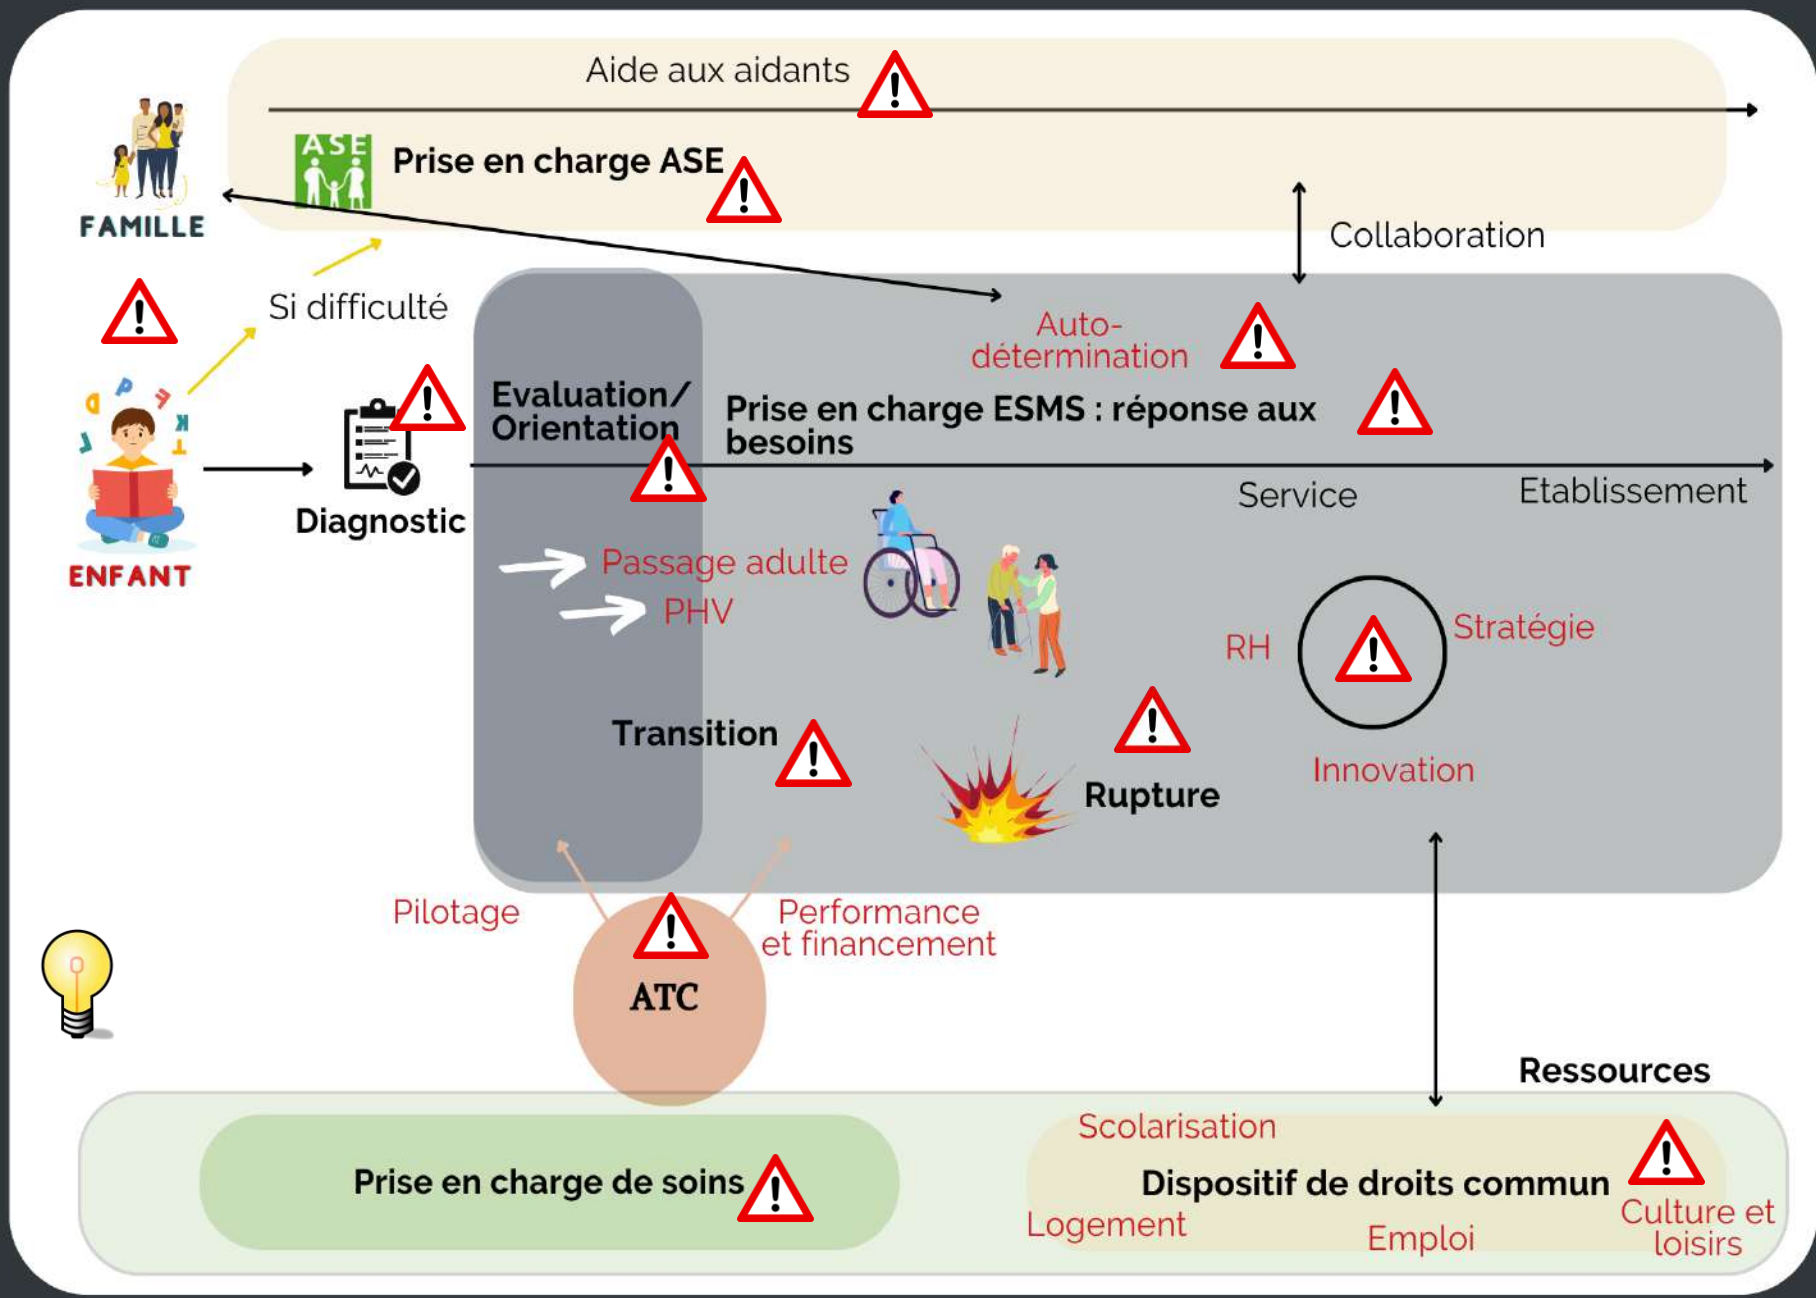 Aide aux aidants
ASE
Prise en charge ASE
FAMILLE
Collaboration
Si difficulté
Auto-
détermination
Evaluation/
Orientation
Prise en charge ESMS : réponse aux
besoins
Service
Etablissement
Diagnostic
ENFANT
Passage adulte
PHV
RH
Stratégie
Innovation
Transition
Rupture
Pilotage
Performance
et financement
ATC
Ressources
Scolarisation
Prise en charge de soins
Dispositif de droits commun
Logement
Emploi
Culture et
loisirs